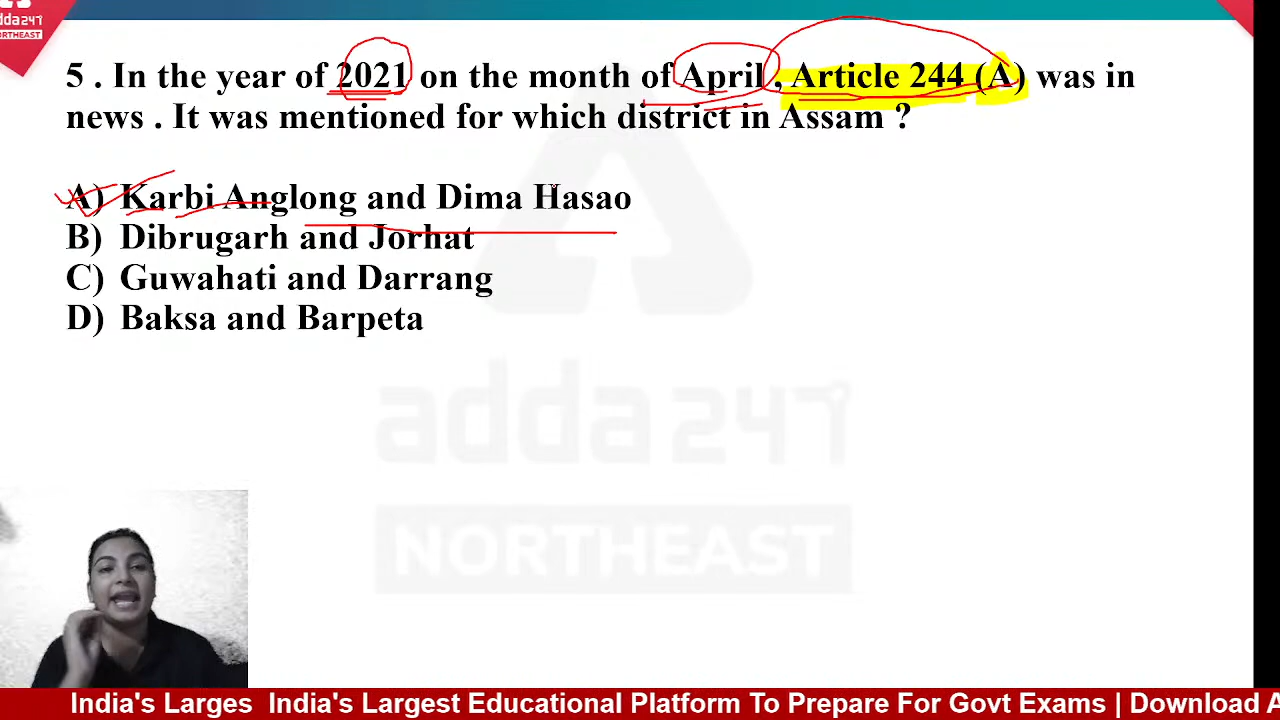 adda247
NORTHEAST
5 . In the year of 2021 on the month of April , Article 244 (A) was in
news . It was mentioned for which district in Assam ?
A) Karbi Anglong and Dima Hasao
B) Dibrugarh and Jorhat
C) Guwahati and Darrang
D) Baksa and Barpeta
adda247
NORTHEAST
India's Larges India's Largest Educational Platform To Prepare For Govt Exams | Download A